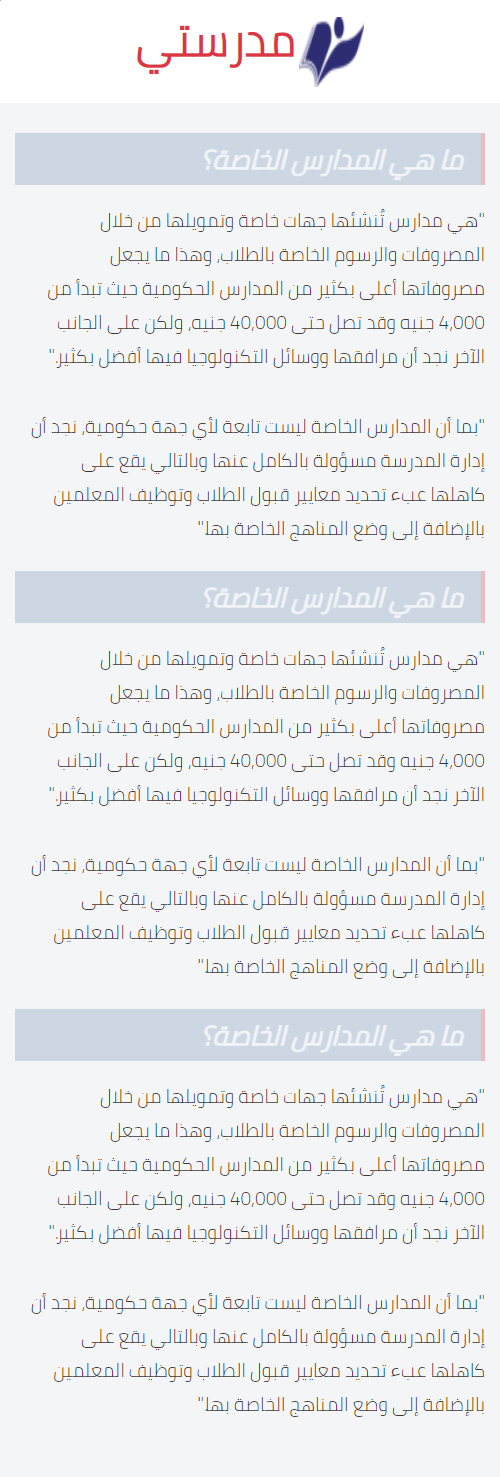 مدرستي
ما هي المدارس الخاصة؟
"هي مدارس تُنشئها جهات خاصة وتمويلها من خلال
المصروفات والرسوم الخاصة بالطلاب، وهذا ما يجعل
مصروفاتها أعلى بكثير من المدارس الحكومية حيث تبدأ من
4,000 جنيه وقد تصل حتى 40,000 جنيه، ولكن على الجانب
الآخر نجد أن مرافقها ووسائل التكنولوجيا فيها أفضل بكثير."
"بما أن المدارس الخاصة ليست تابعة لأي جهة حكومية، نجد أن
إدارة المدرسة مسؤولة بالكامل عنها وبالتالي يقع على
كاهلها عبء تحديد معايير قبول الطلاب وتوظيف المعلمين
بالإضافة إلى وضع المناهج الخاصة بها."
ما هي المدارس الخاصة؟
"هي مدارس تُنشئها جهات خاصة وتمويلها من خلال
المصروفات والرسوم الخاصة بالطلاب، وهذا ما يجعل
مصروفاتها أعلى بكثير من المدارس الحكومية حيث تبدأ من
4,000 جنيه وقد تصل حتى 40,000 جنيه، ولكن على الجانب
الآخر نجد أن مرافقها ووسائل التكنولوجيا فيها أفضل بكثير."
"بما أن المدارس الخاصة ليست تابعة لأي جهة حكومية، نجد أن
إدارة المدرسة مسؤولة بالكامل عنها وبالتالي يقع على
كاهلها عبء تحديد معايير قبول الطلاب وتوظيف المعلمين
بالإضافة إلى وضع المناهج الخاصة بها."
ما هي المدارس الخاصة؟
"هي مدارس تُنشئها جهات خاصة وتمويلها من خلال
المصروفات والرسوم الخاصة بالطلاب، وهذا ما يجعل
مصروفاتها أعلى بكثير من المدارس الحكومية حيث تبدأ من
4,000 جنيه وقد تصل حتى 40,000 جنيه، ولكن على الجانب
الآخر نجد أن مرافقها ووسائل التكنولوجيا فيها أفضل بكثير."
"بما أن المدارس الخاصة ليست تابعة لأي جهة حكومية، نجد أن
إدارة المدرسة مسؤولة بالكامل عنها وبالتالي يقع على
كاهلها عبء تحديد معايير قبول الطلاب وتوظيف المعلمين
بالإضافة إلى وضع المناهج الخاصة بها."